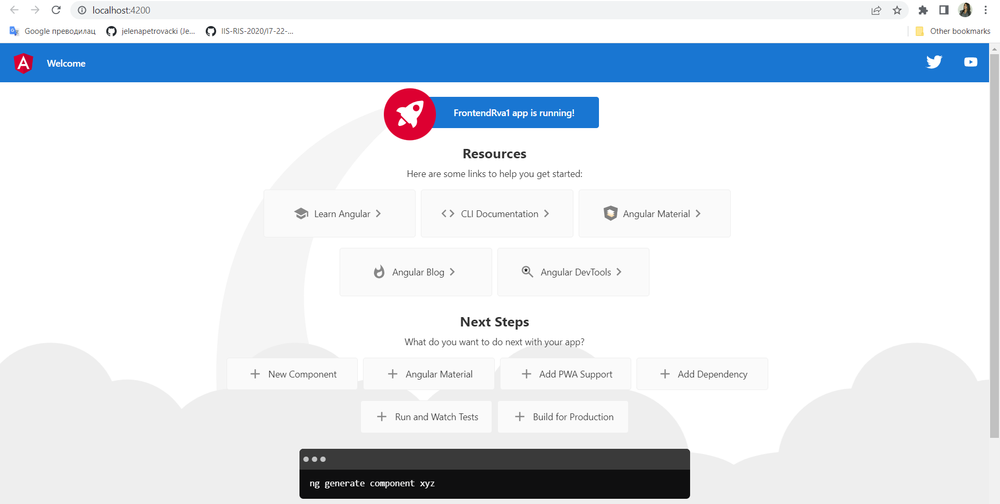 localhost:4200
Google преводилац jelenapetrovacki (Je... IIS-RIS-2020/I7-22-... Other bookmarks
Welcome
FrontendRva1 app is running!
Resources
Here are some links to help you get started:
Learn Angular CLI Documentation Angular Material
Angular Blog Angular DevTools
Next Steps
What do you want to do next with your app?
New Component Angular Material Add PWA Support Add Dependency
Run and Watch Tests Build for Production
ng generate component xyz